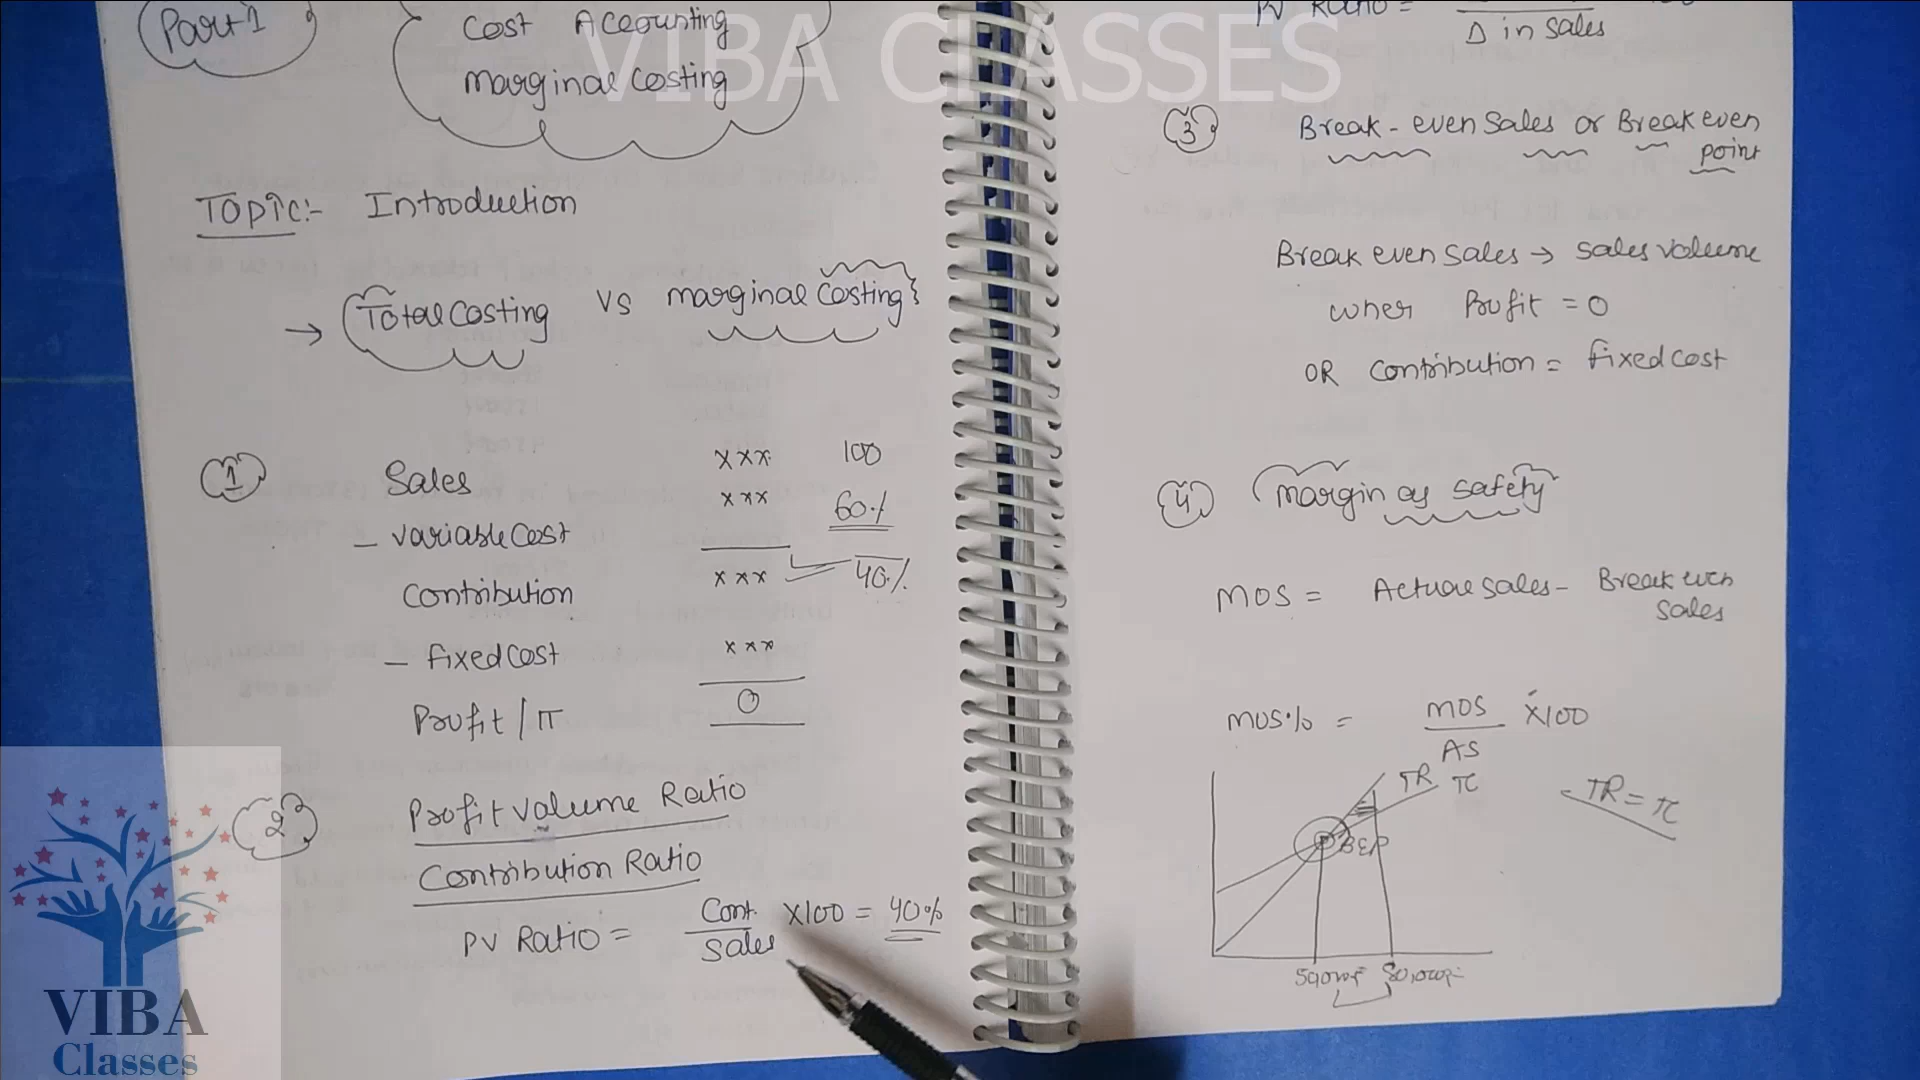 Part 1
Cost Accounting
Marginal Costing
VIBA CLASSES
Topic:- Introduction
→ Total Costing VS Marginal Costing
1
Sales xxx 100
- Variable Cost xxx 60%
Contribution xxx 40%
- Fixed Cost xxx
Profit / π 0
2
Profit Volume Ratio
Contribution Ratio
PV Ratio = Cont. / Sales x100 = 40%
PV Ratio =
Δ in Sales
3 Break-even Sales or Break even
point
Break even Sales → Sales Volume
when Profit = 0
OR Contribution = Fixed Cost
4 Margin of Safety
MOS = Actual Sales - Break even
Sales
MOS% = MOS / AS x100
TR TC
TR = TC
BEP
VIBA
Classes